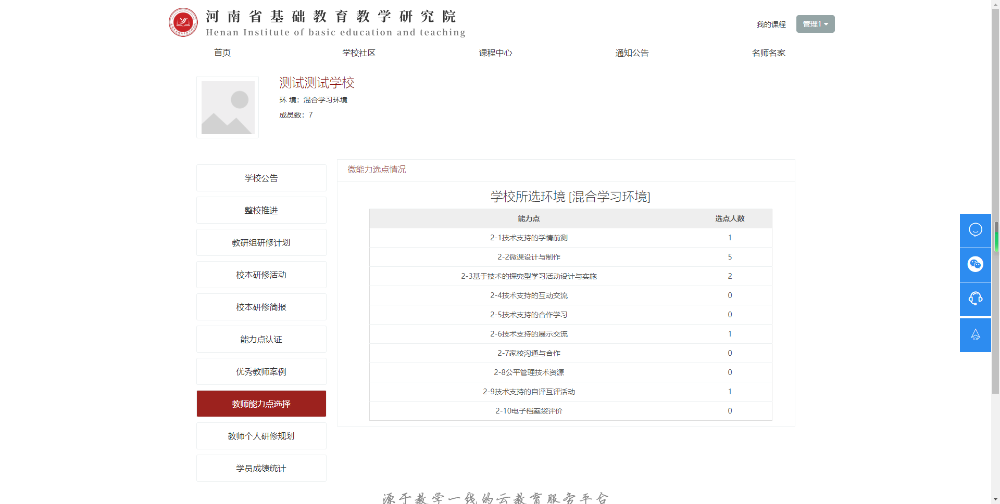 河南省基础教育教学研究院
Henan Institute of basic education and teaching
我的课程
管理1
首页
学校社区
课程中心
通知公告
名师名家
测试测试学校
环 境：混合学习环境
成员数：7
学校公告
整校推进
教研组研修计划
校本研修活动
校本研修简报
能力点认证
优秀教师案例
教师能力点选择
教师个人研修规划
学员成绩统计
微能力选点情况
学校所选环境 [混合学习环境]
能力点 选点人数
2-1技术支持的学情前测 1
2-2微课设计与制作 5
2-3基于技术的探究型学习活动设计与实施 2
2-4技术支持的互动交流 0
2-5技术支持的合作学习 0
2-6技术支持的展示交流 1
2-7家校沟通与合作 0
2-8公平管理技术资源 0
2-9技术支持的自评互评活动 1
2-10电子档案袋评价 0
TOP
源于教学一线的云教育服务平台